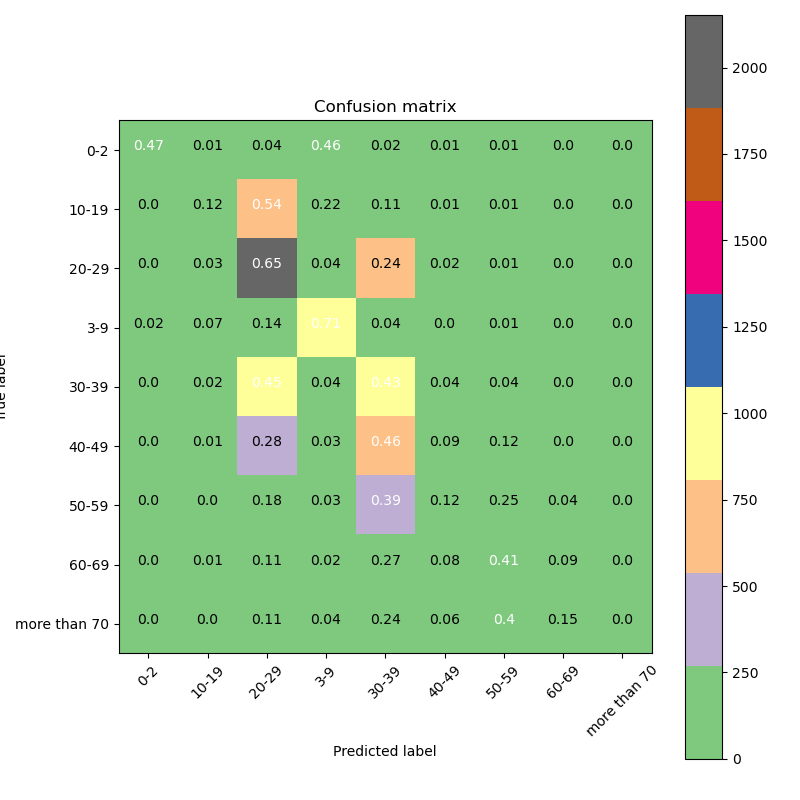 Confusion matrix
0-2 0.47 0.01 0.04 0.46 0.02 0.01 0.01 0.0 0.0
10-19 0.0 0.12 0.54 0.22 0.11 0.01 0.01 0.0 0.0
20-29 0.0 0.03 0.65 0.04 0.24 0.02 0.01 0.0 0.0
3-9 0.02 0.07 0.14 0.71 0.04 0.0 0.01 0.0 0.0
30-39 0.0 0.02 0.45 0.04 0.43 0.04 0.04 0.0 0.0
40-49 0.0 0.01 0.28 0.03 0.46 0.09 0.12 0.0 0.0
50-59 0.0 0.0 0.18 0.03 0.39 0.12 0.25 0.04 0.0
60-69 0.0 0.01 0.11 0.02 0.27 0.08 0.41 0.09 0.0
more than 70 0.0 0.0 0.11 0.04 0.24 0.06 0.4 0.15 0.0
0-2 10-19 20-29 3-9 30-39 40-49 50-59 60-69 more than 70
Predicted label
label
2000
1750
1500
1250
1000
750
500
250
0